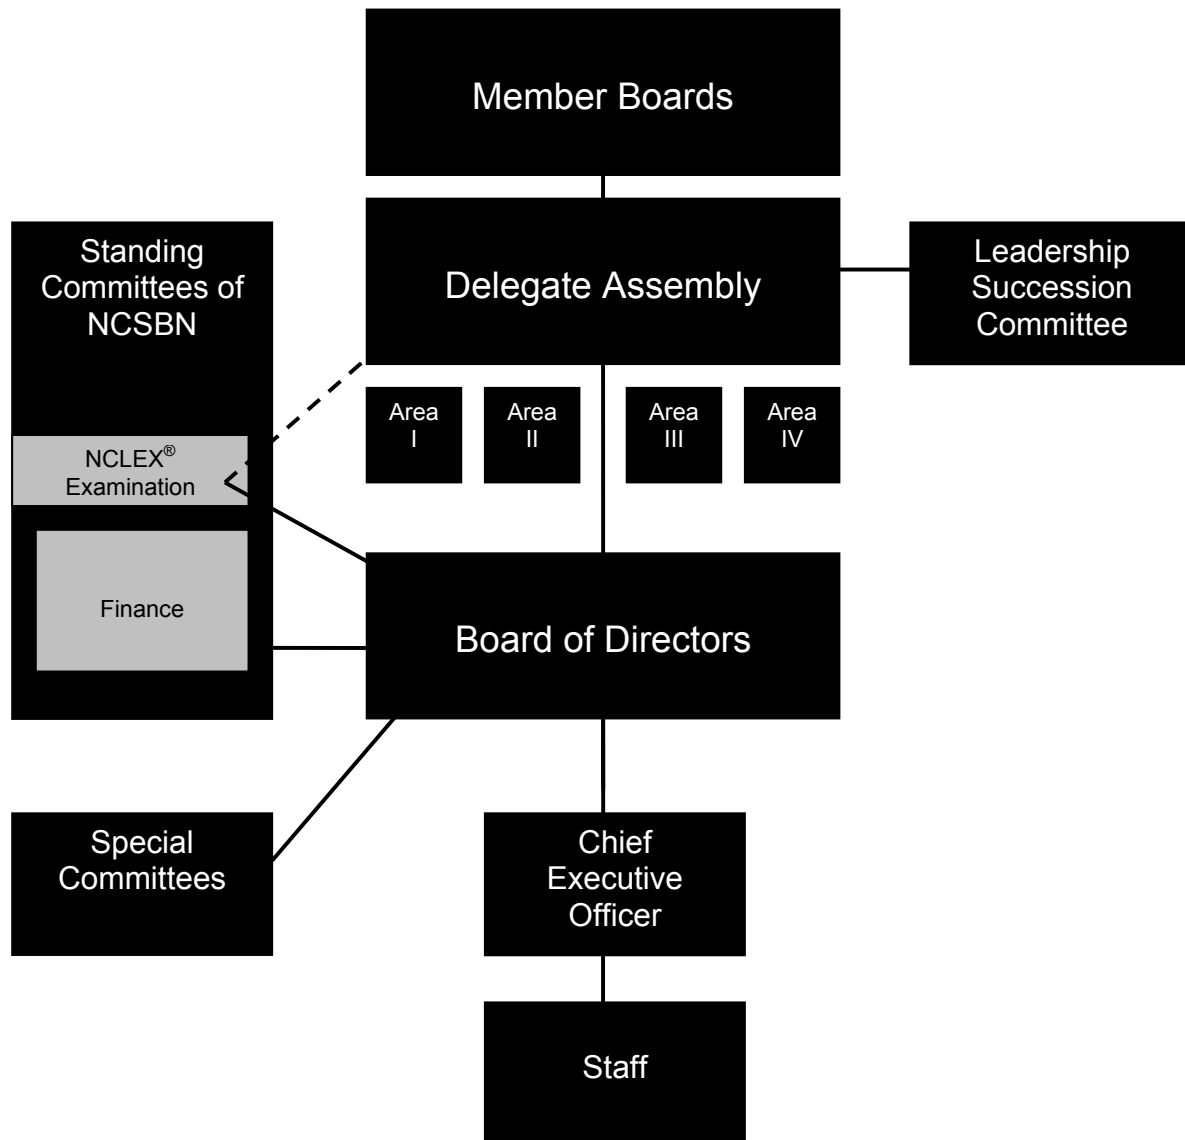 Member Boards
Standing
Committees of
NCSBN
Delegate Assembly
Leadership
Succession
Committee
Area
I
Area
II
Area
III
Area
IV
NCLEX®
Examination
Finance
Board of Directors
Special
Committees
Chief
Executive
Officer
Staff